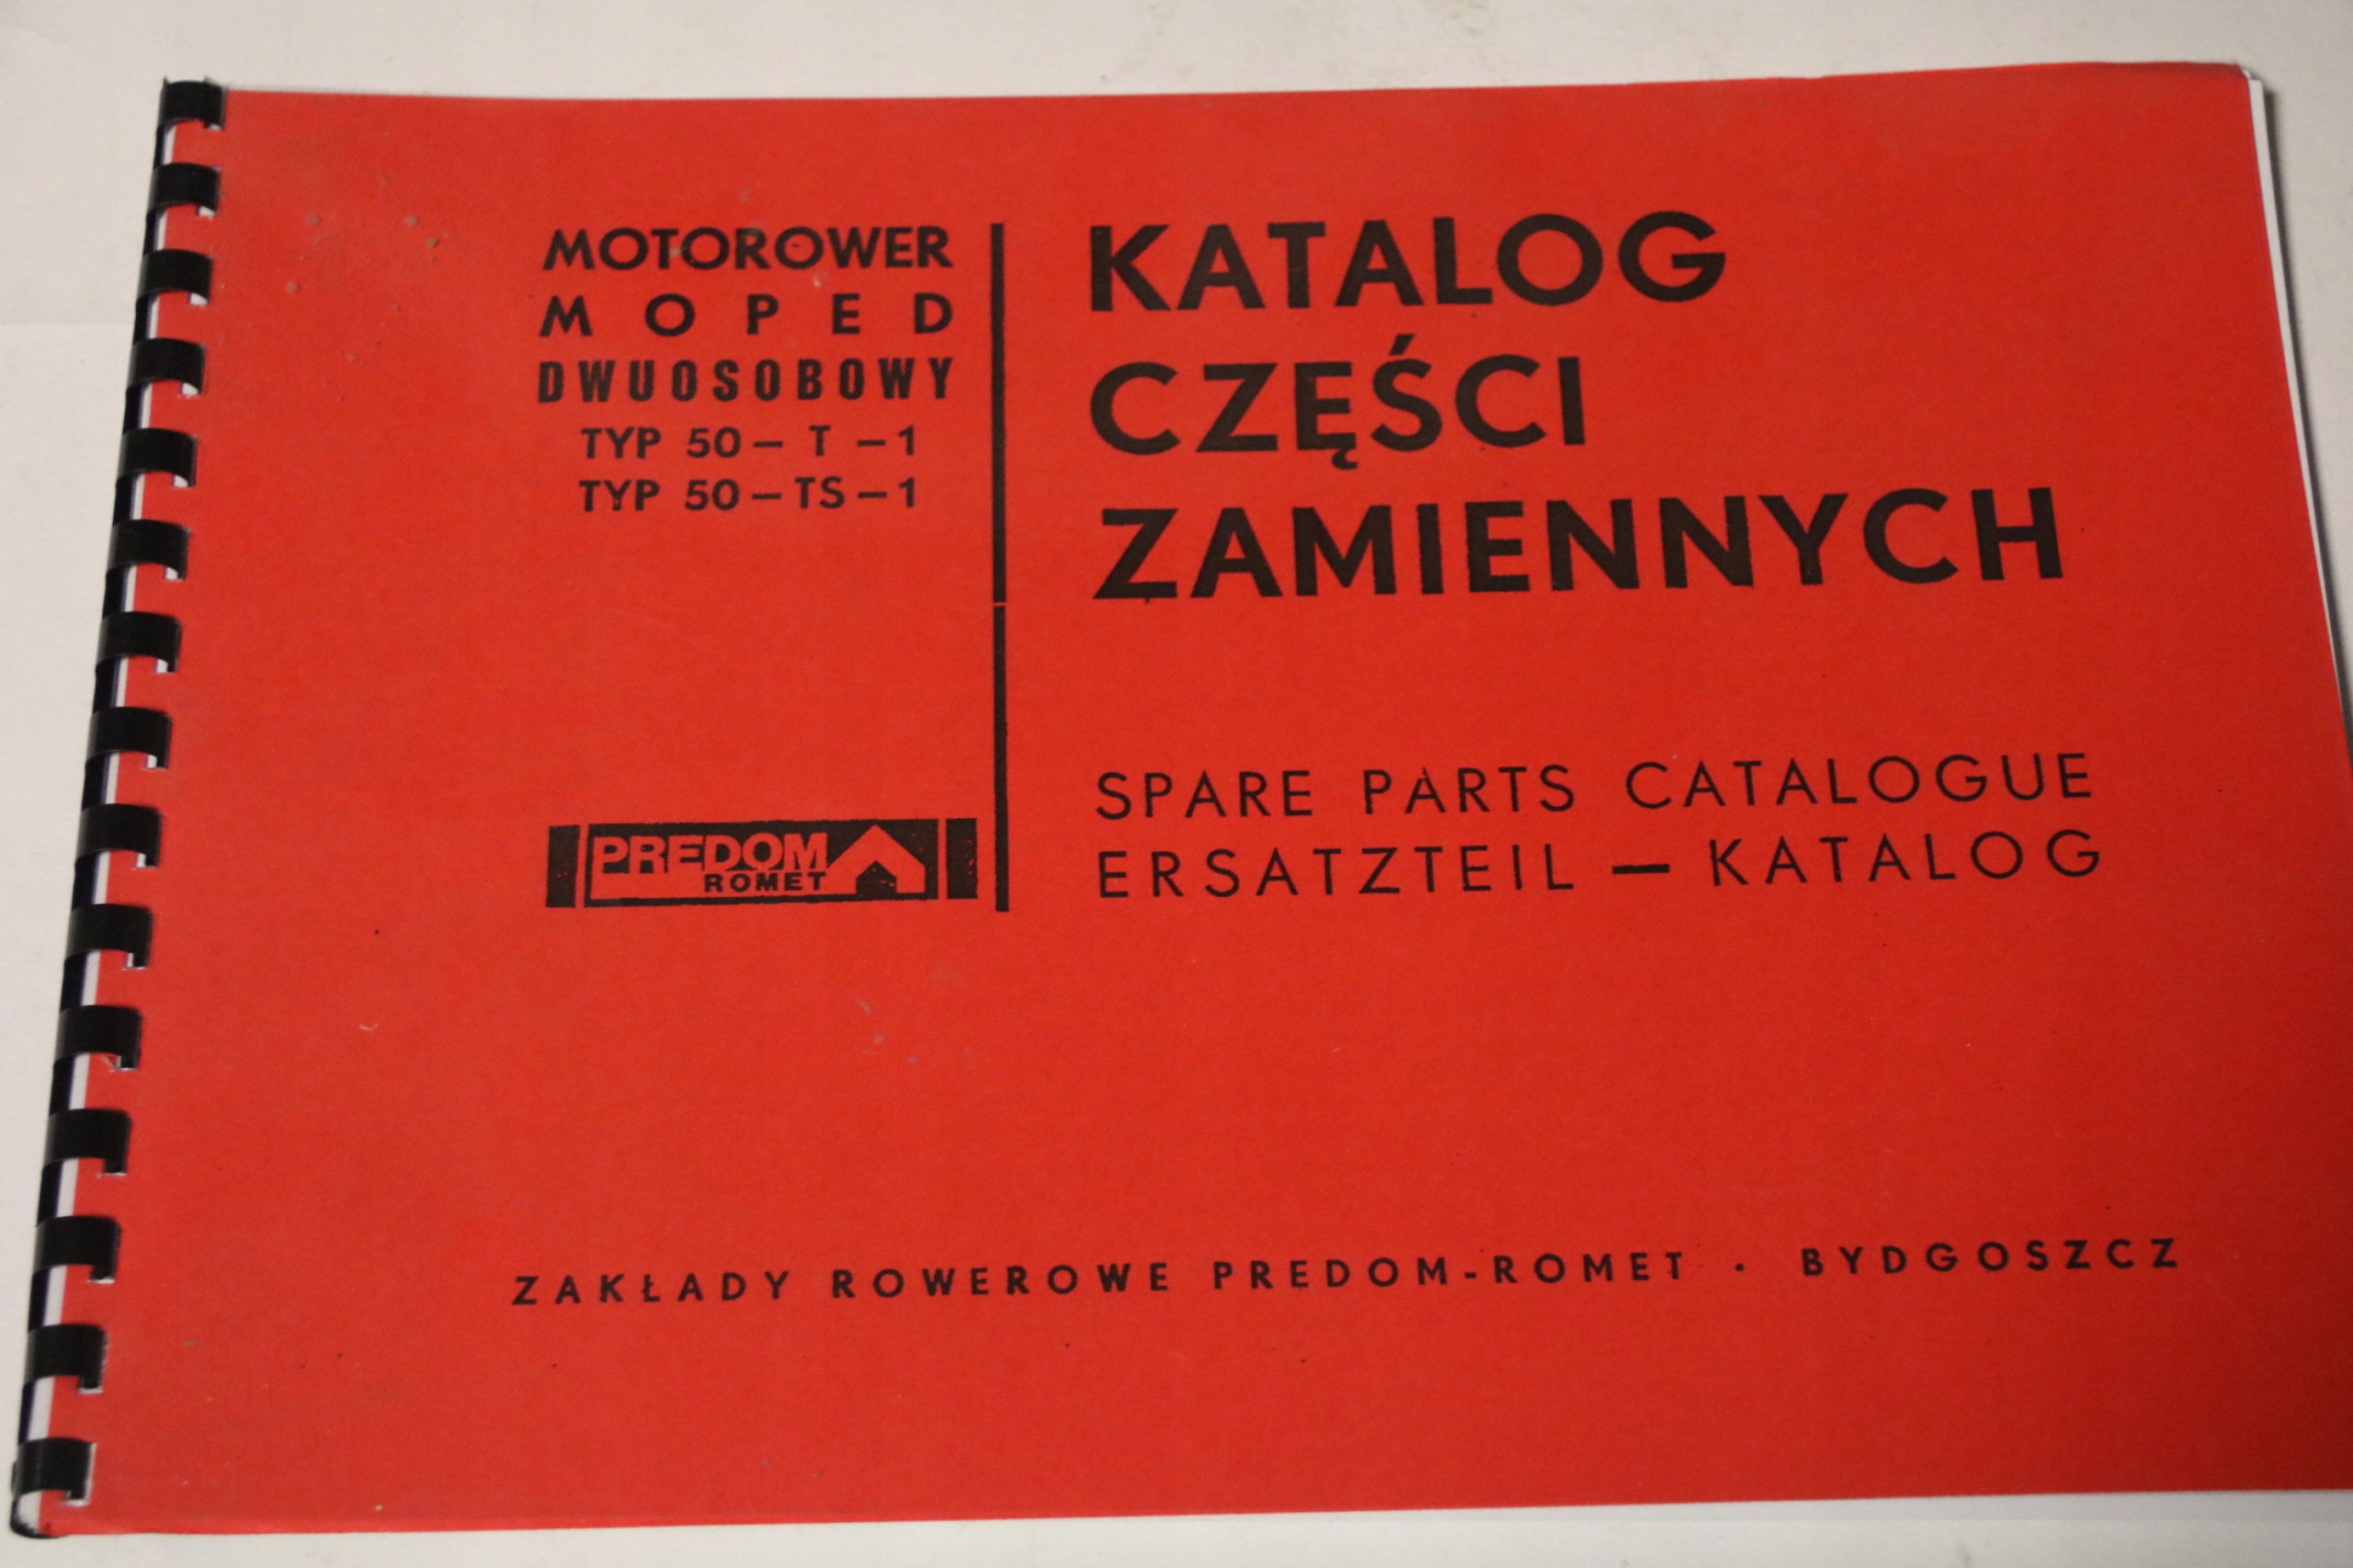 MOTOROWER
MOPED
DWUOSOBOWY
TYP 50 — T — 1
TYP 50 — TS — 1
PREDOM
ROMET
KATALOG
CZĘŚCI
ZAMIENNYCH
SPARE PARTS CATALOGUE
ERSATZTEIL — KATALOG
ZAKŁADY ROWEROWE PREDOM-ROMET · BYDGOSZCZ